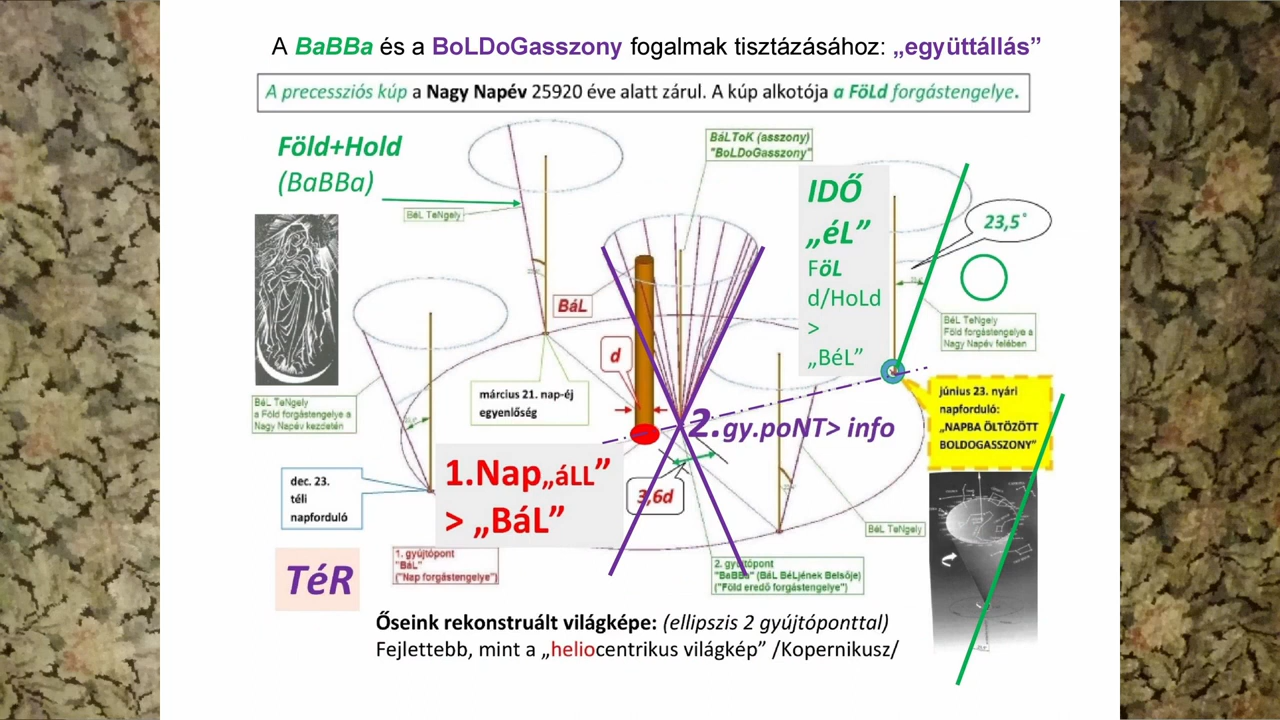 A BaBBa és a BoLDoGasszony fogalmak tisztázásához: „együttállás”
A precessziós kúp a Nagy Napév 25920 éve alatt zárul. A kúp alkotója a FöLd forgástengelye.
Föld+Hold
(BaBBa)
BéL TeNgely
BáLToK (asszony)
"BoLDoGasszony"
IDŐ
„éL”
FöL
d/HoLd
>
„BéL”
23,5˚
BáL
d
BéL TeNgely
Föld forgástengelye a
Nagy Napév felében
március 21. nap-éj
egyenlőség
BéL TeNgely
a Föld forgástengelye a
Nagy Napév kezdetén
június 23. nyári
napforduló:
„NAPBA ÖLTÖZÖTT
BOLDOGASSZONY”
2.gy.poNT> info
1.Nap„áLL”
> „BáL”
3,6d
dec. 23.
téli
napforduló
BéL TeNgely
TéR
1. gyújtópont
"BáL"
("Nap forgástengelye")
2. gyújtópont
"BaBBa" (BáL BéLjének Belsője)
("Föld eredő forgástengelye")
Őseink rekonstruált világképe: (ellipszis 2 gyújtóponttal)
Fejlettebb, mint a „heliocentrikus világkép” /Kopernikusz/